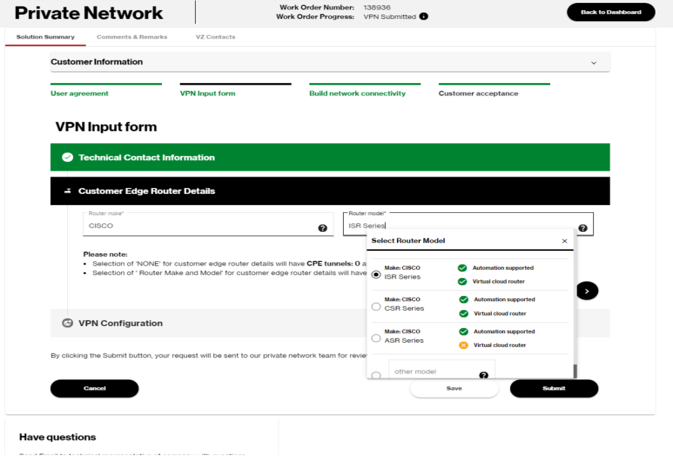 Private Network
Work Order Number: 138936
Work Order Progress: VPN Submitted
Back to Dashboard
Solution Summary
Comments & Remarks
VZ Contacts
Customer Information
User agreement
VPN Input form
Build network connectivity
Customer acceptance
VPN Input form
Technical Contact Information
Customer Edge Router Details
Router make*
CISCO
Router model*
ISR Series
Please note:
Selection of 'NONE' for customer edge router details will have CPE tunnels: 0 a
Selection of ' Router Make and Model' for customer edge router details will have
Select Router Model
Make: CISCO
ISR Series
Automation supported
Virtual cloud router
Make: CISCO
CSR Series
Automation supported
Virtual cloud router
Make: CISCO
ASR Series
Automation supported
Virtual cloud router
other model
VPN Configuration
By clicking the Submit button, your request will be sent to our private network team for revie
Cancel
Save
Submit
Have questions